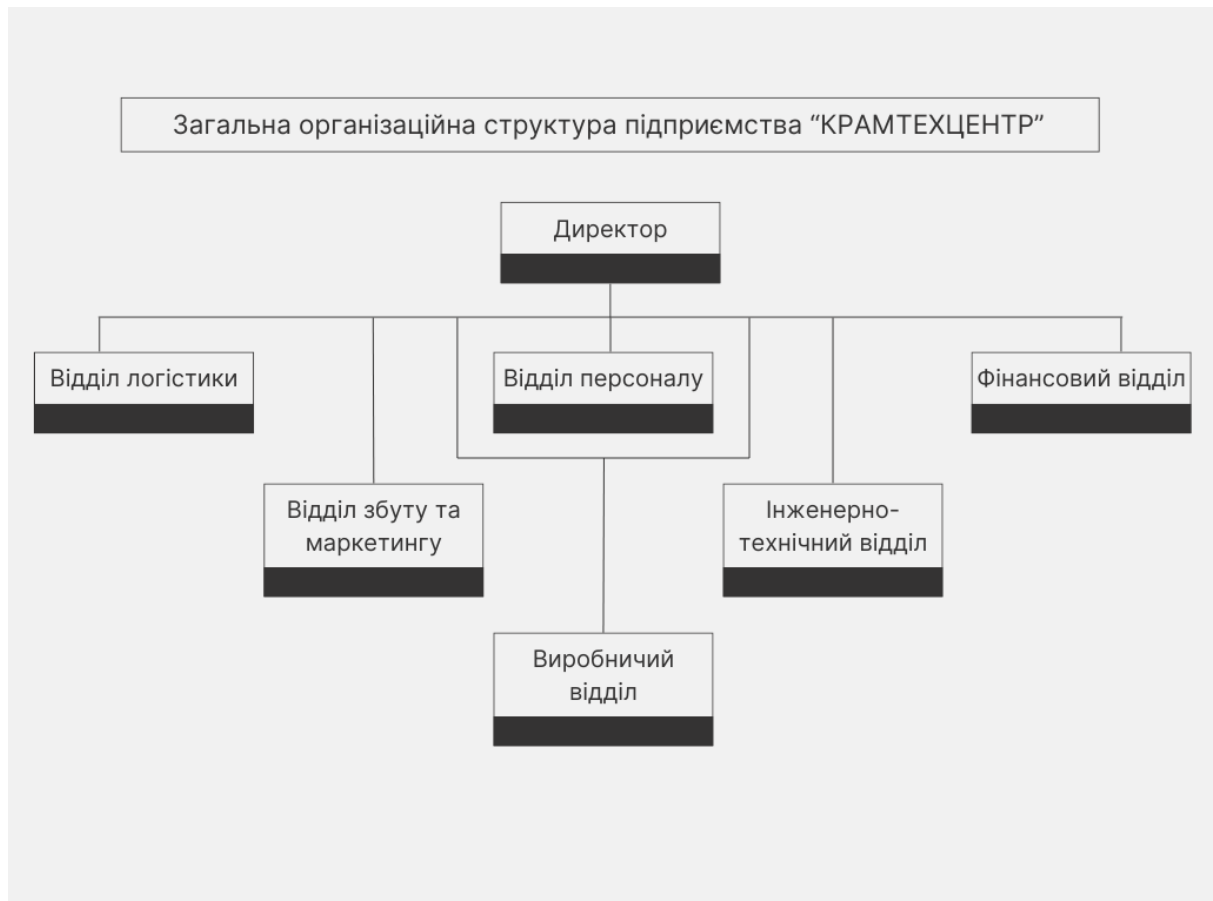 Загальна організаційна структура підприємства “КРАМТЕХЦЕНТР”
Директор
Відділ логістики
Відділ персоналу
Фінансовий відділ
Відділ збуту та
маркетингу
Інженерно-
технічний відділ
Виробничий
відділ